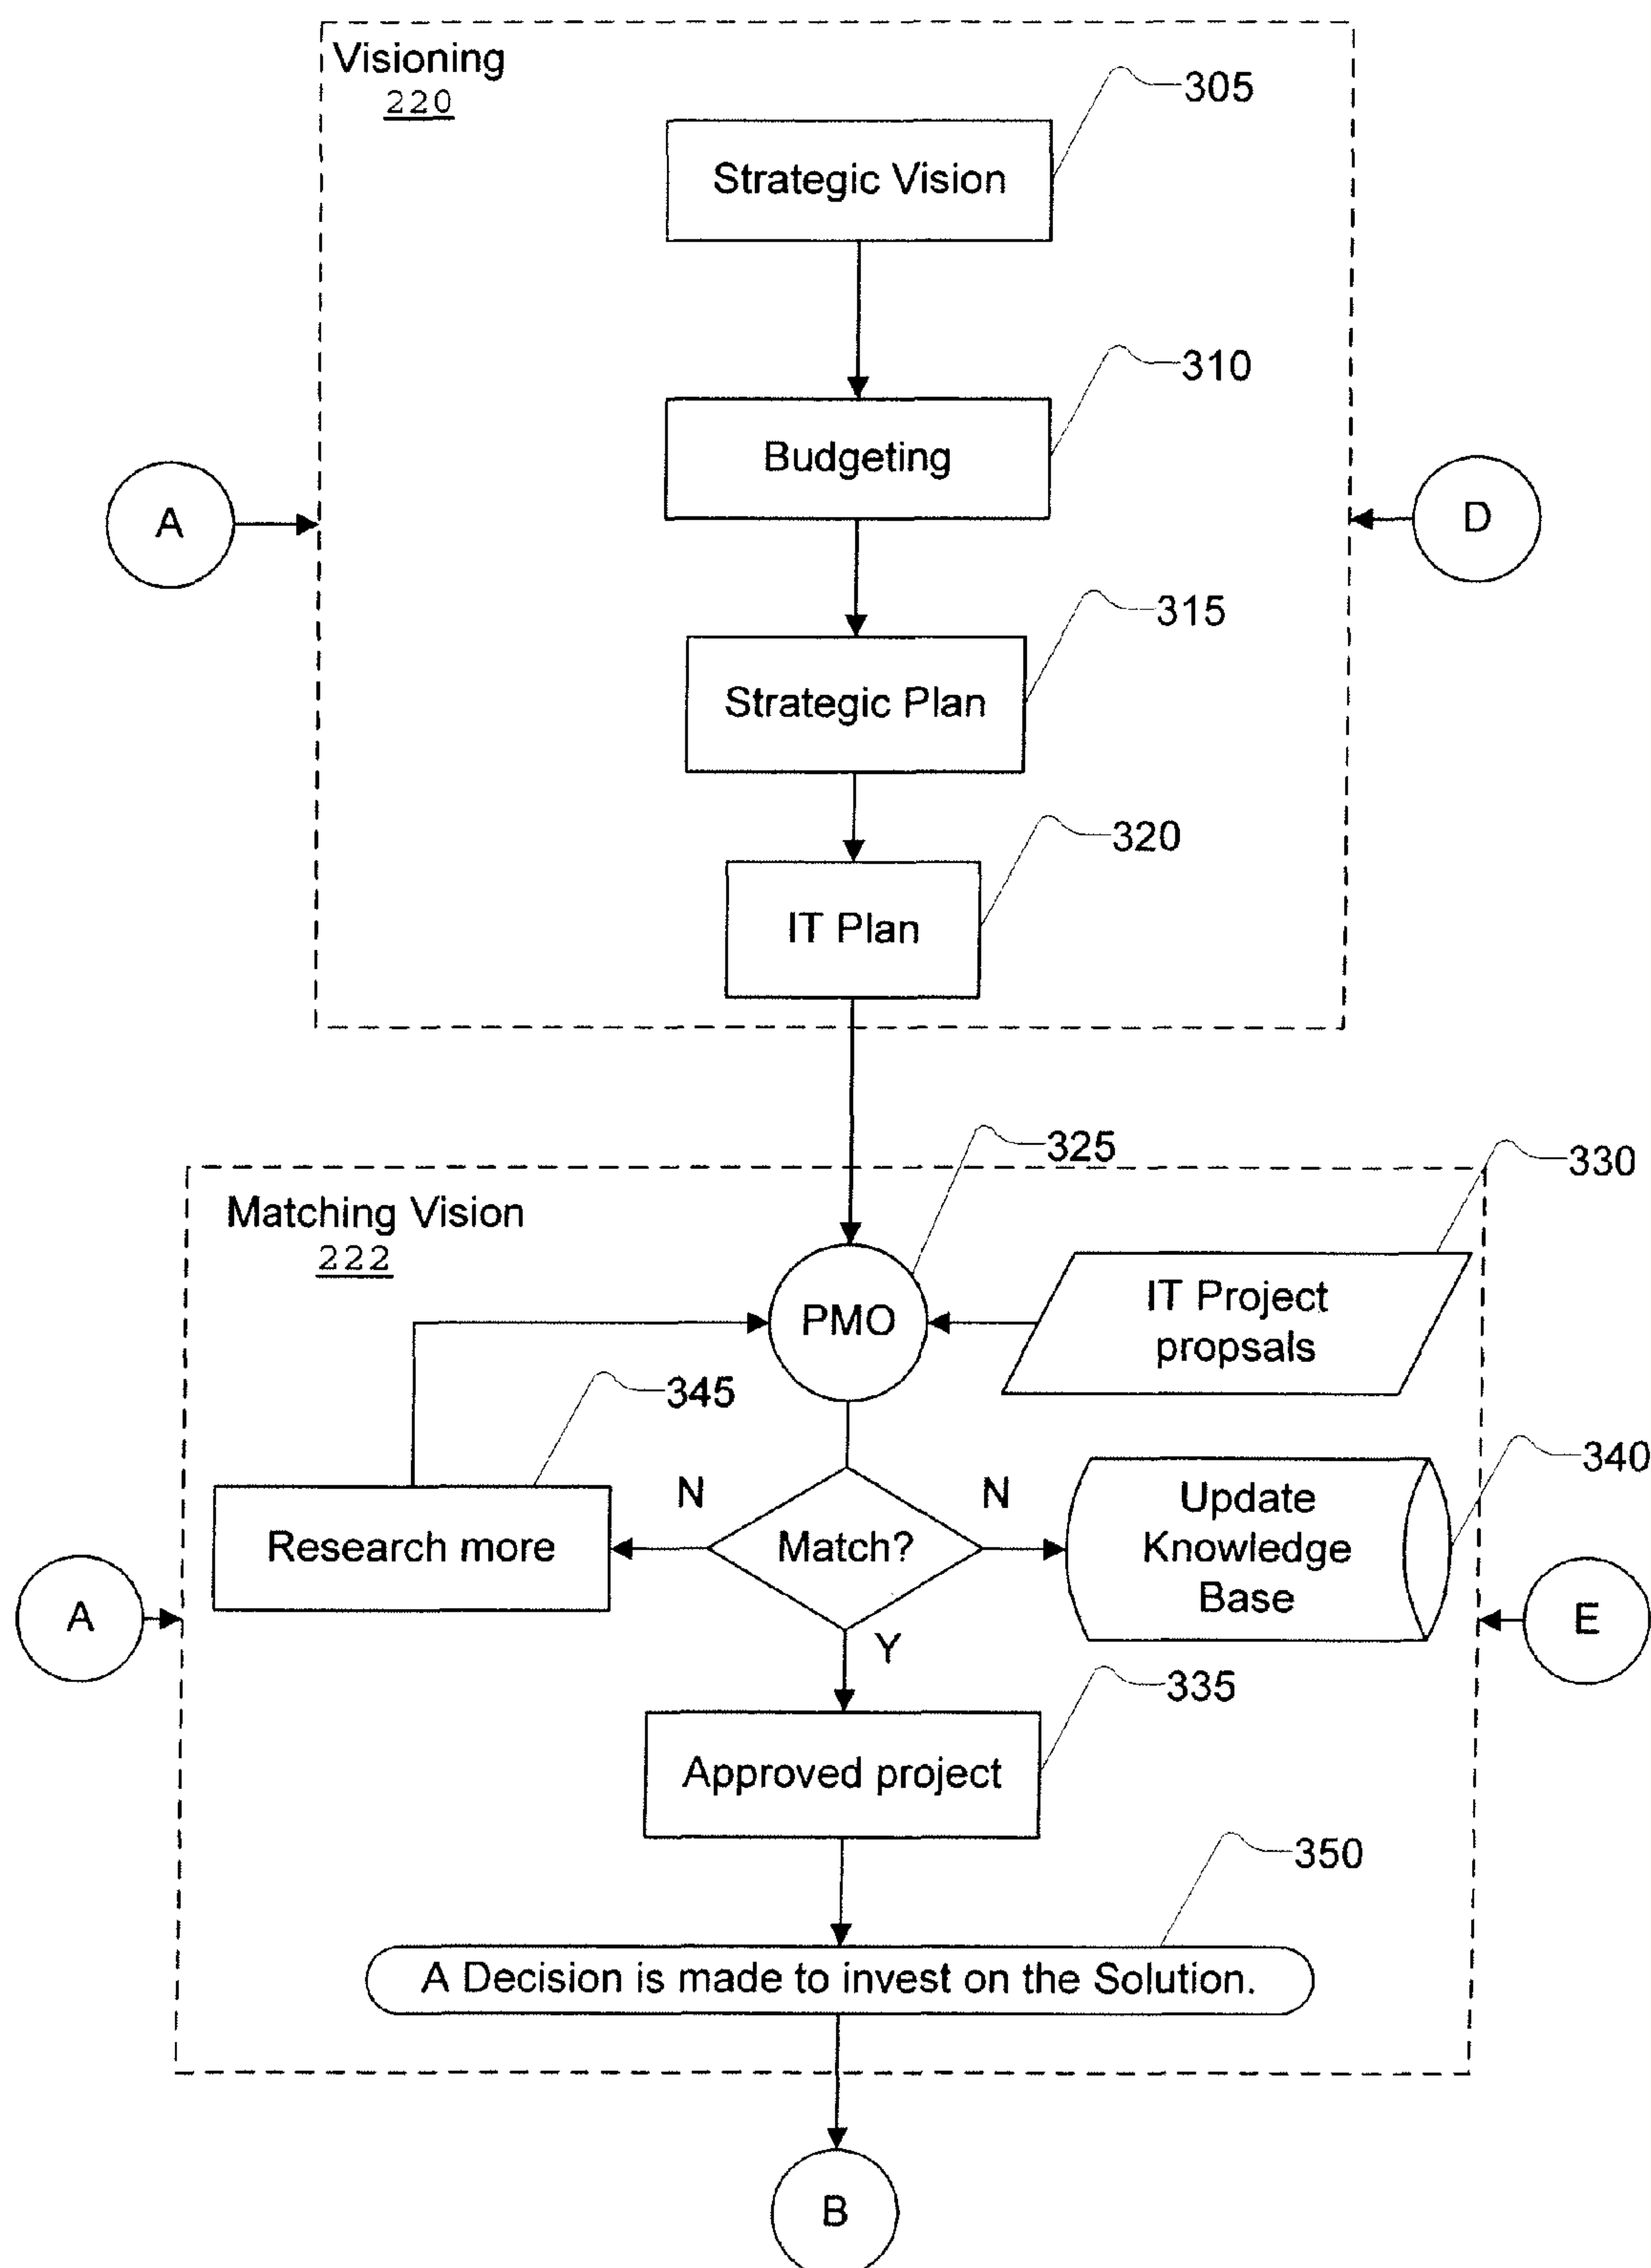 Visioning
220
305
Strategic Vision
310
Budgeting
A
D
315
Strategic Plan
320
IT Plan
325
330
Matching Vision
222
PMO
IT Project
propsals
345
340
N
N
Research more
Match?
Update
Knowledge
Base
A
E
Y
335
Approved project
350
A Decision is made to invest on the Solution.
B